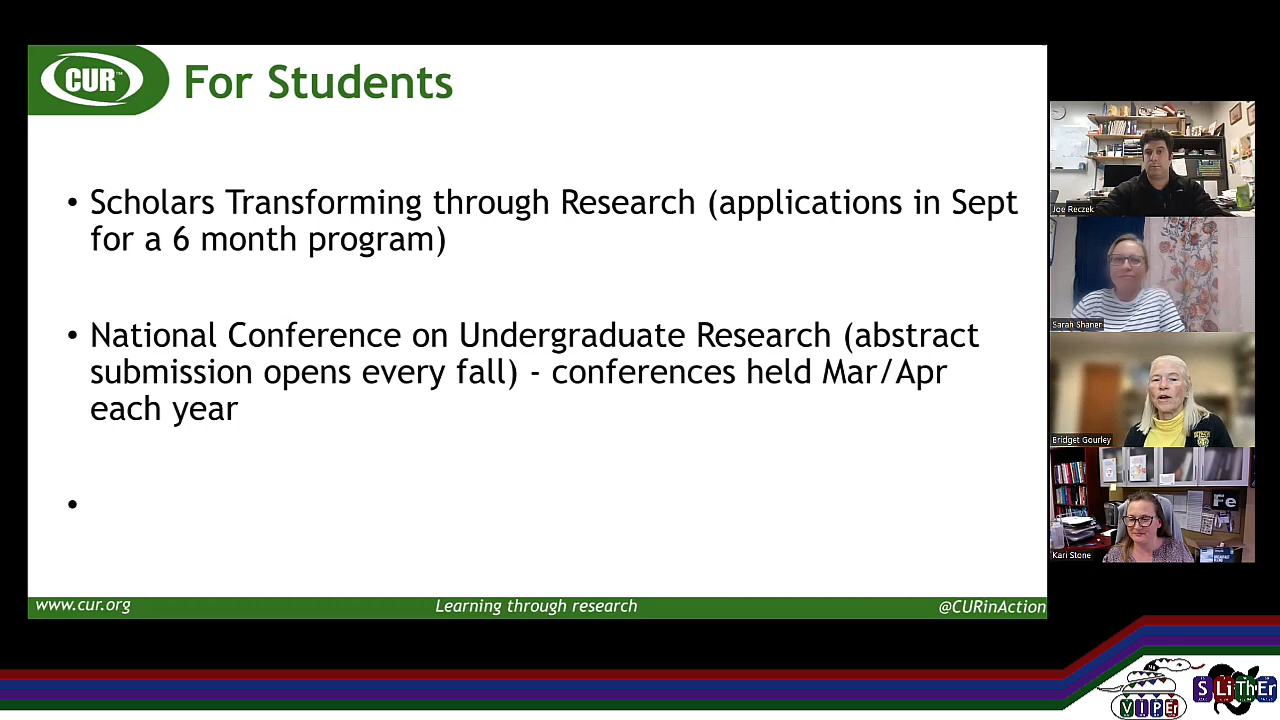 CUR™
For Students
• Scholars Transforming through Research (applications in Sept
for a 6 month program)
• National Conference on Undergraduate Research (abstract
submission opens every fall) - conferences held Mar/Apr
each year
•
www.cur.org
Learning through research
@CURinAction
Joe Reczek
Sarah Shaner
Bridget Gourley
Fe
Kari Stone
VIPEr
SLiThEr